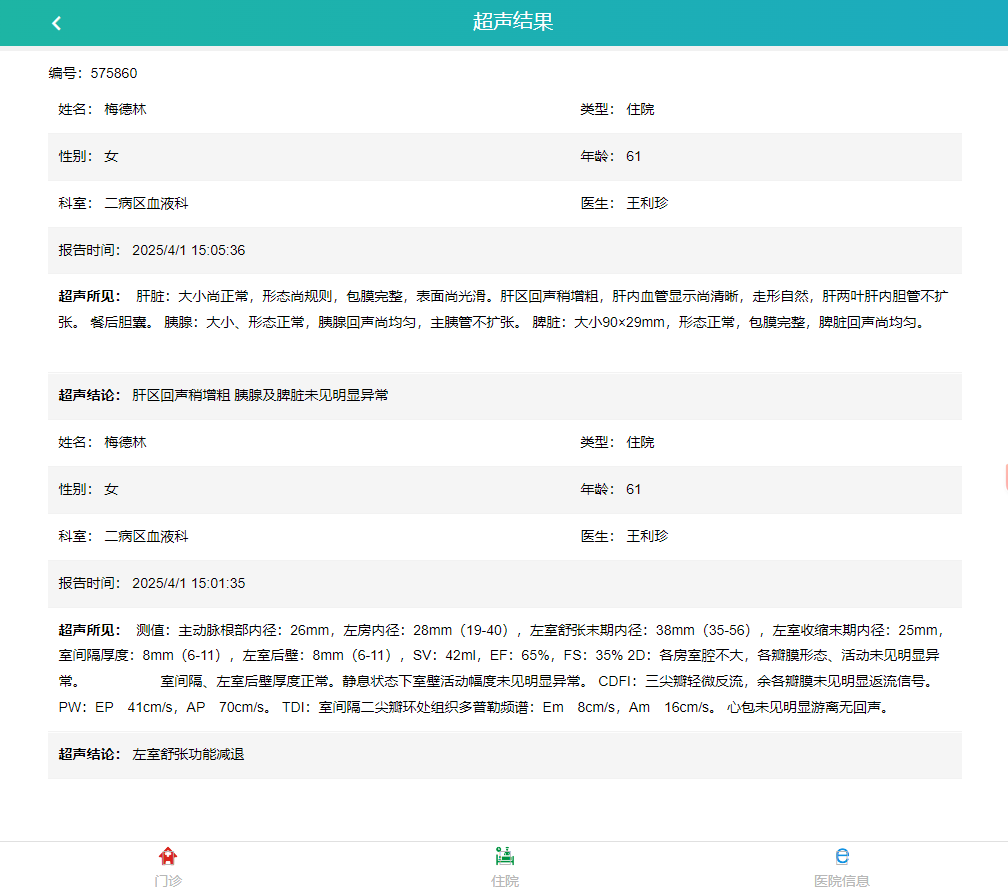 超声结果
编号：575860
姓名： 梅德林 类型： 住院
性别： 女 年龄： 61
科室： 二病区血液科 医生： 王利珍
报告时间： 2025/4/1 15:05:36
超声所见： 肝脏：大小尚正常，形态尚规则，包膜完整，表面尚光滑。肝区回声稍增粗，肝内血管显示尚清晰，走形自然，肝两叶肝内胆管不扩
张。 餐后胆囊。 胰腺：大小、形态正常，胰腺回声尚均匀，主胰管不扩张。 脾脏：大小90×29mm，形态正常，包膜完整，脾脏回声尚均匀。
超声结论： 肝区回声稍增粗 胰腺及脾脏未见明显异常
姓名： 梅德林 类型： 住院
性别： 女 年龄： 61
科室： 二病区血液科 医生： 王利珍
报告时间： 2025/4/1 15:01:35
超声所见： 测值：主动脉根部内径：26mm，左房内径：28mm（19-40），左室舒张末期内径：38mm（35-56），左室收缩末期内径：25mm，
室间隔厚度：8mm（6-11），左室后壁：8mm（6-11），SV：42ml，EF：65%，FS：35% 2D：各房室腔不大，各瓣膜形态、活动未见明显异
常。 室间隔、左室后壁厚度正常。静息状态下室壁活动幅度未见明显异常。 CDFI：三尖瓣轻微反流，余各瓣膜未见明显返流信号。
PW：EP 41cm/s，AP 70cm/s。 TDI：室间隔二尖瓣环处组织多普勒频谱：Em 8cm/s，Am 16cm/s。 心包未见明显游离无回声。
超声结论： 左室舒张功能减退
门诊 住院 医院信息